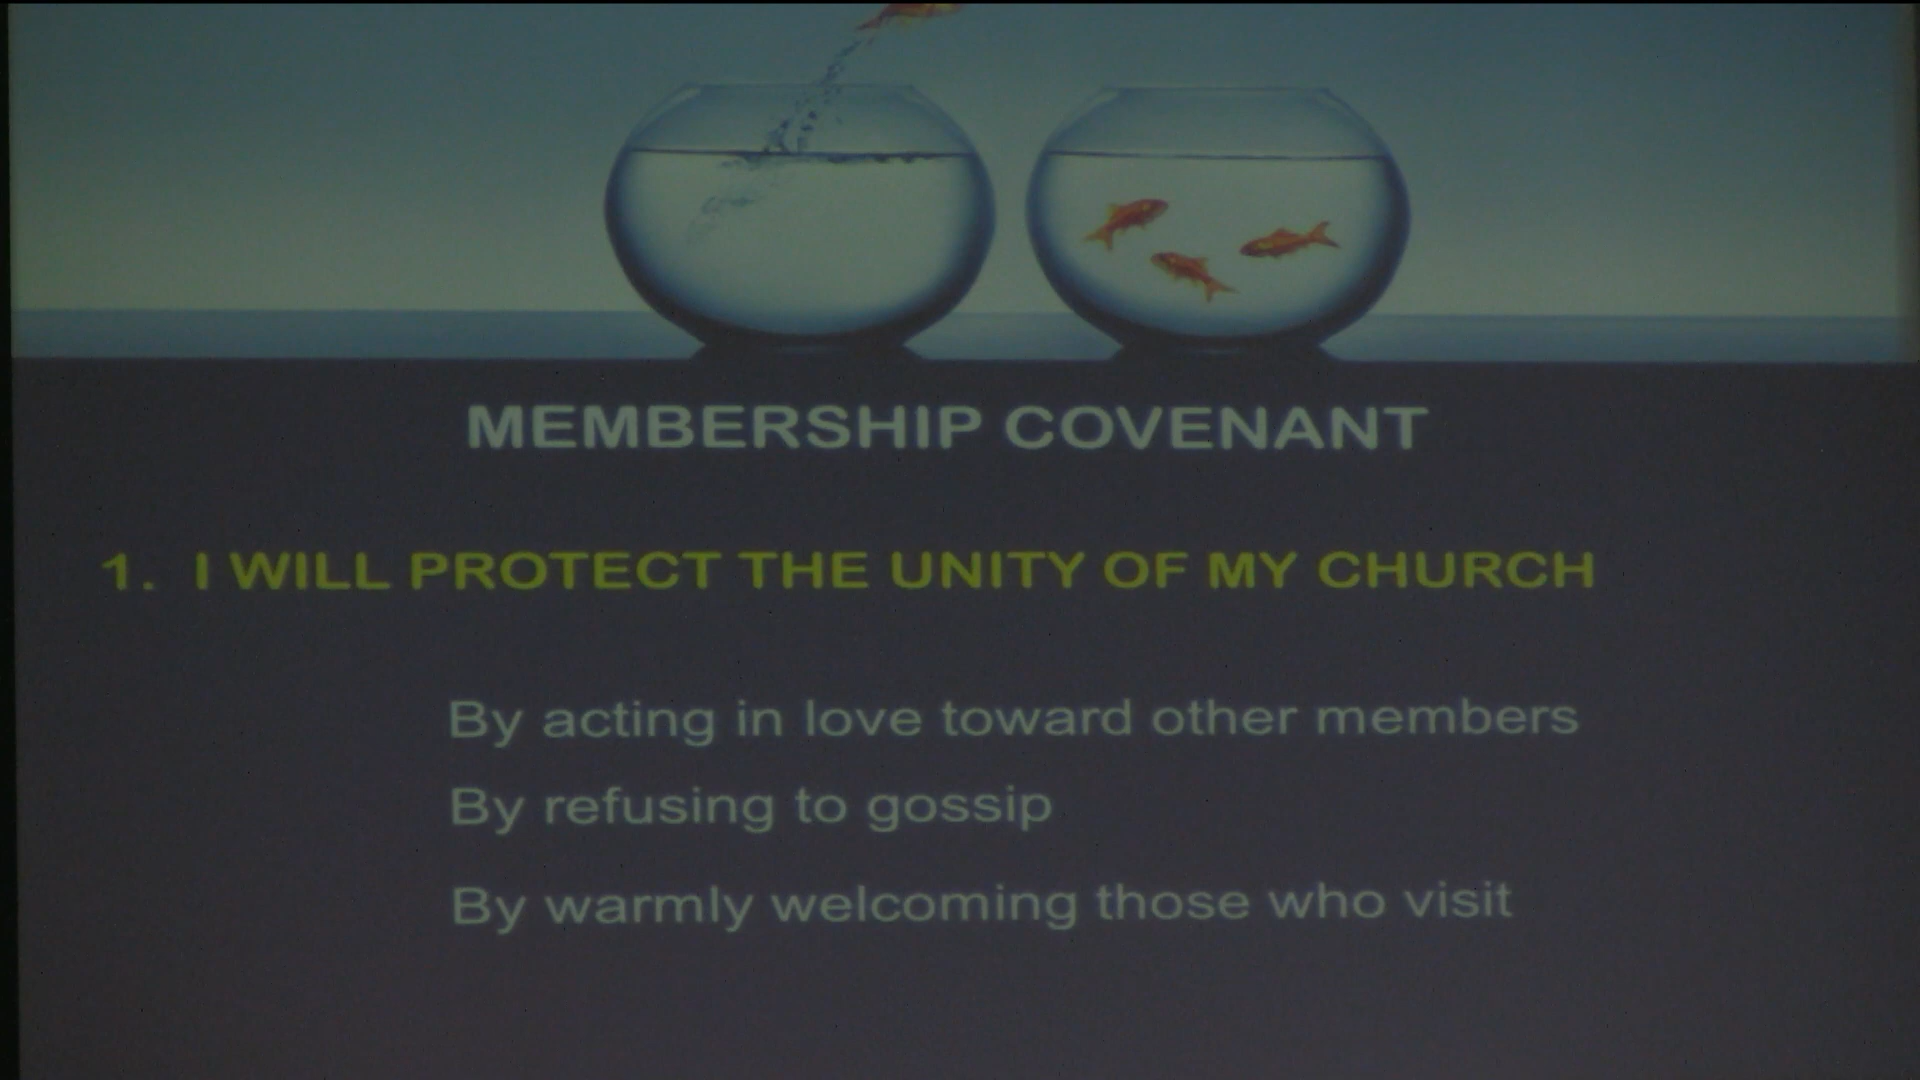 MEMBERSHIP COVENANT
1. I WILL PROTECT THE UNITY OF MY CHURCH
By acting in love toward other members
By refusing to gossip
By warmly welcoming those who visit